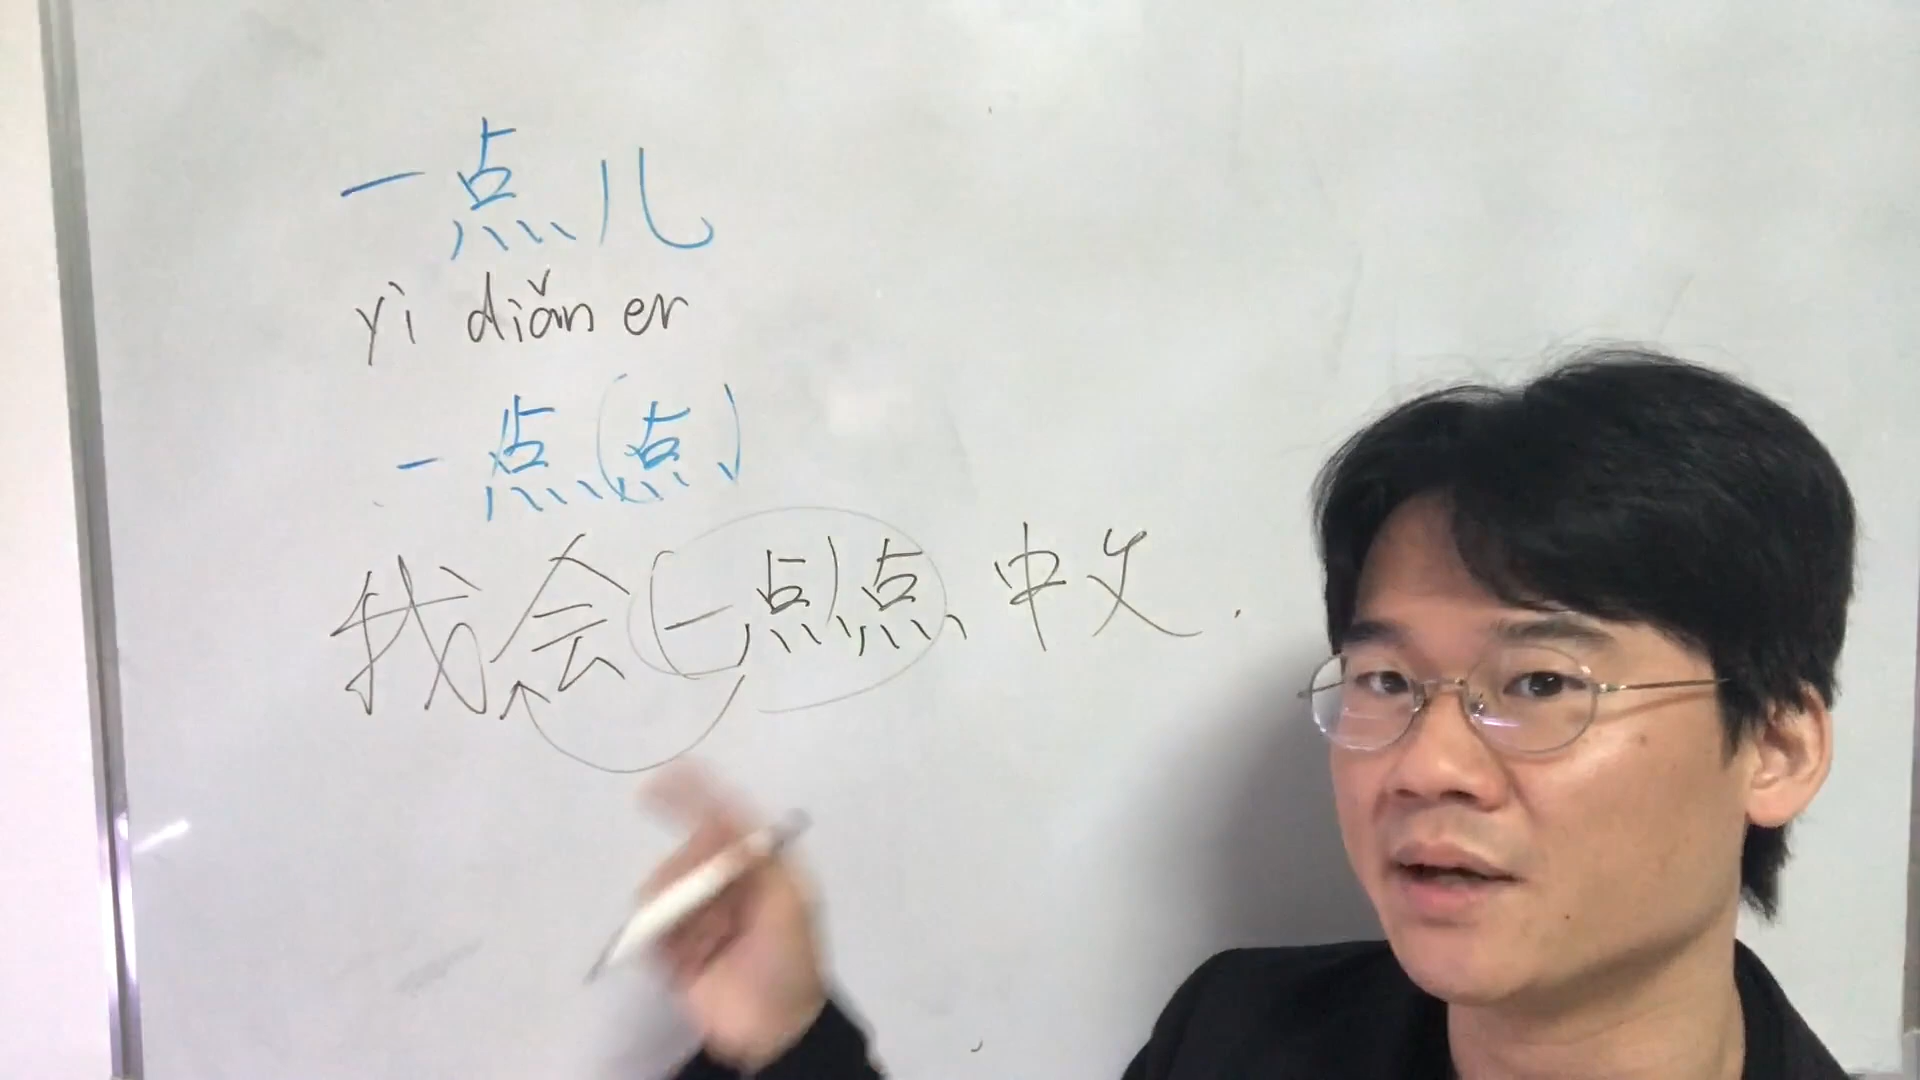 一点儿
yì diǎn er
一点(点)
我会(一点)点中文.